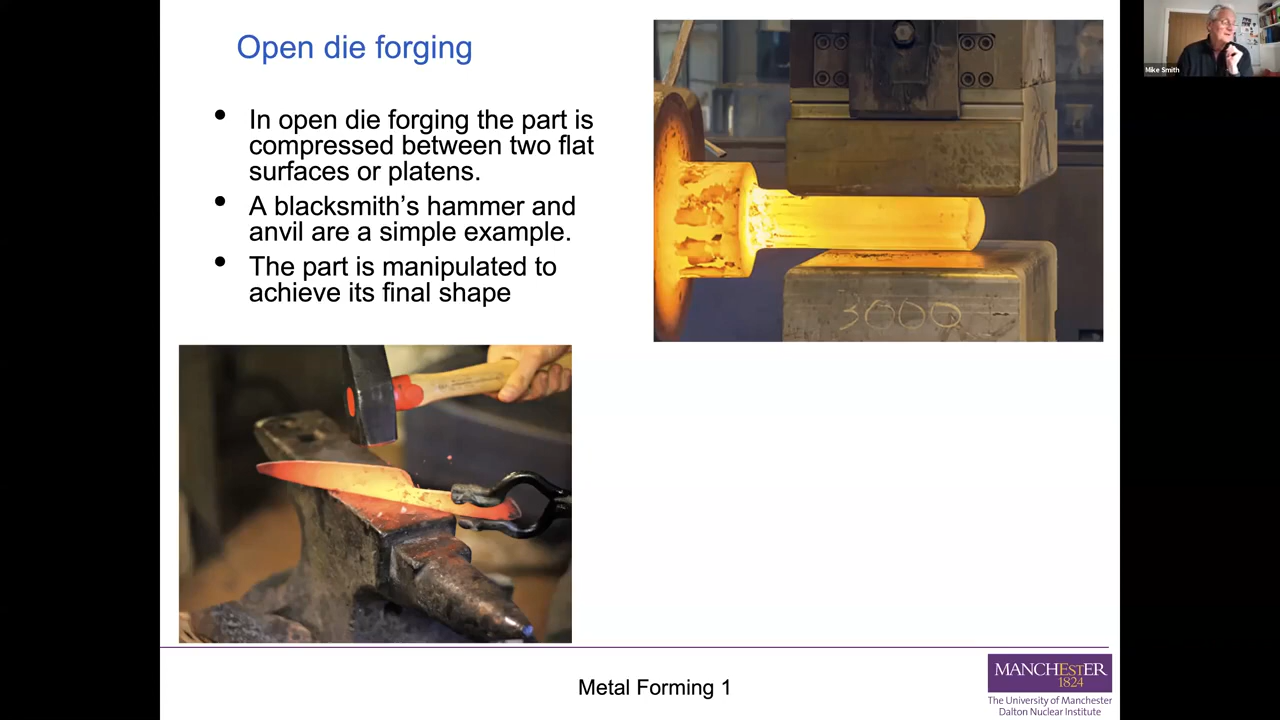 Open die forging
• In open die forging the part is
compressed between two flat
surfaces or platens.
• A blacksmith’s hammer and
anvil are a simple example.
• The part is manipulated to
achieve its final shape
3000
Mike Smith
Metal Forming 1
MANCHESTER
1824
The University of Manchester
Dalton Nuclear Institute